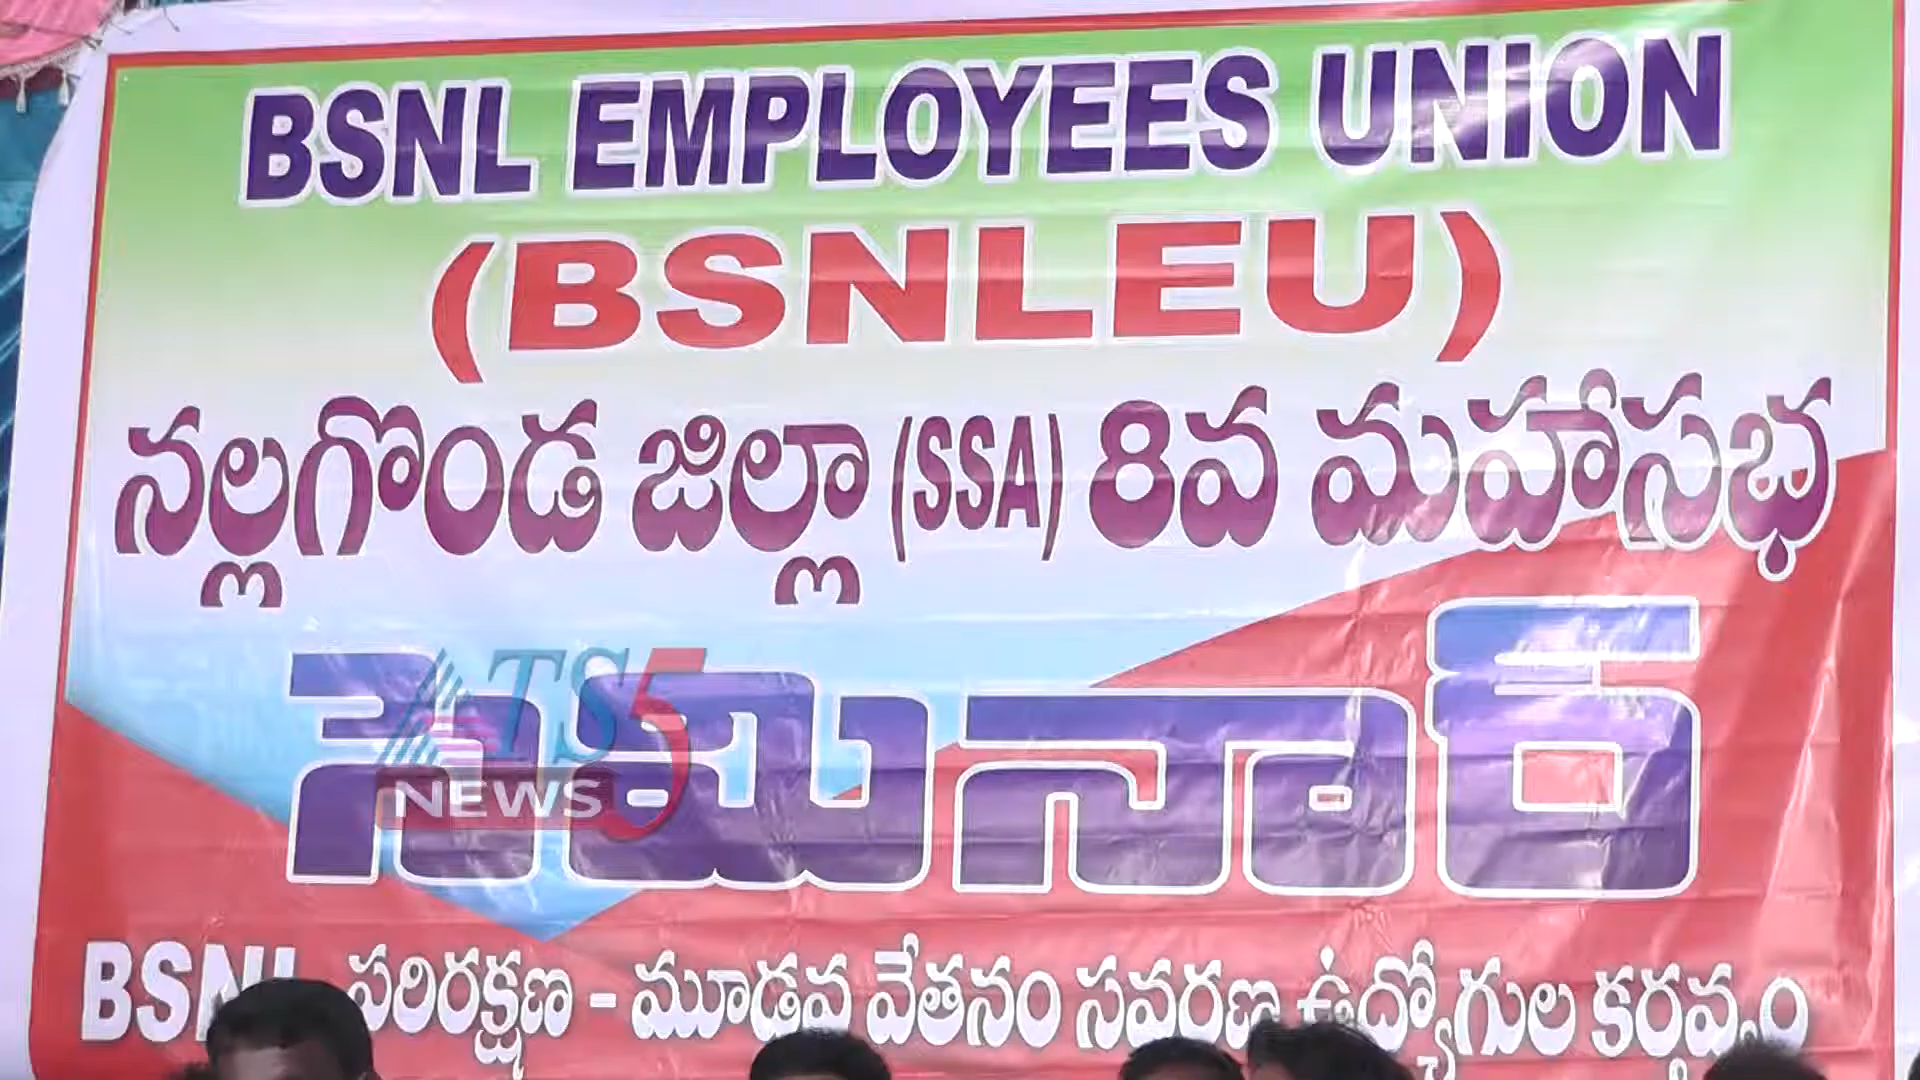 BSNL EMPLOYEES UNION
(BSNLEU)
నల్లగొండ జిల్లా (SSA) 8వ మహాసభ
సెమినార్
TS5
NEWS
BSNL పరిరక్షణ - మూడవ వేతనం సవరణ ఉద్యోగుల కర్తవ్యం